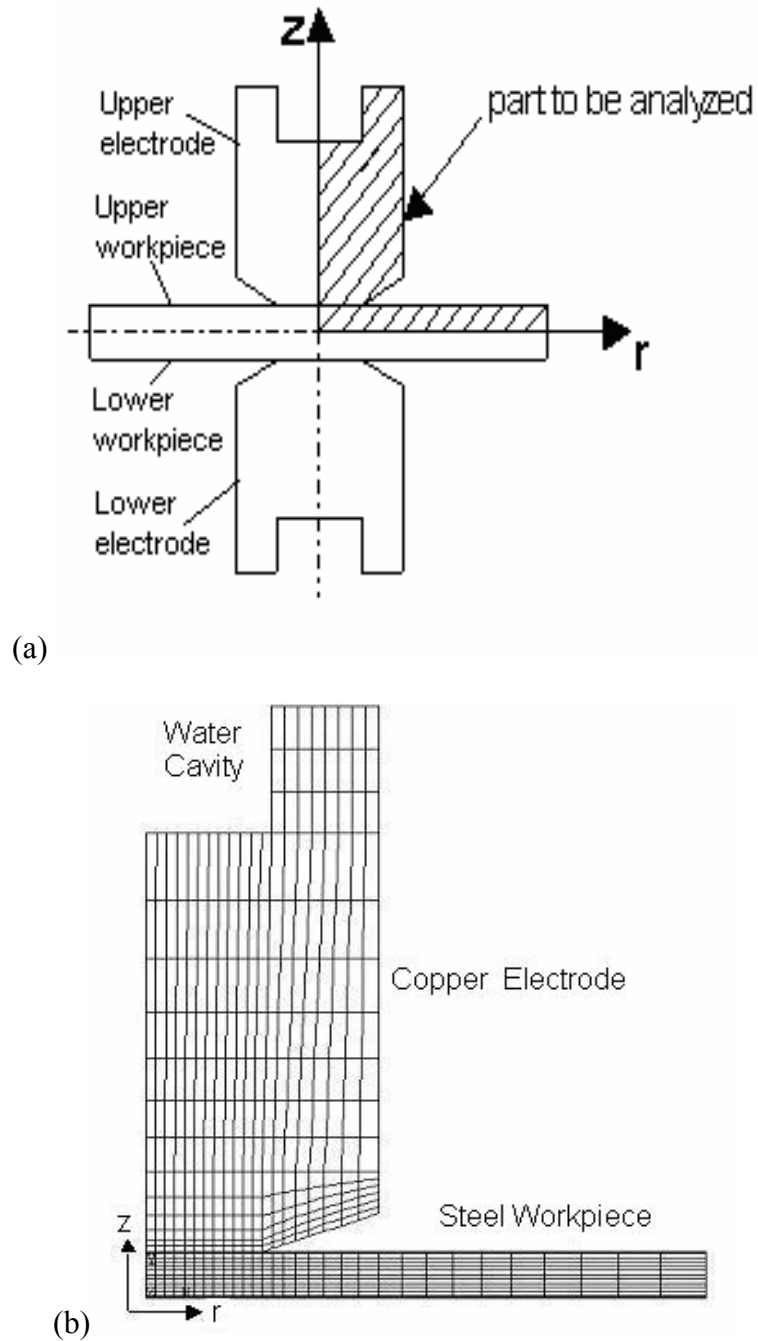 Z
Upper
electrode
part to be analyzed
Upper
workpiece
r
Lower
workpiece
Lower
electrode
(a)
Water
Cavity
Copper Electrode
Steel Workpiece
Z
r
(b)